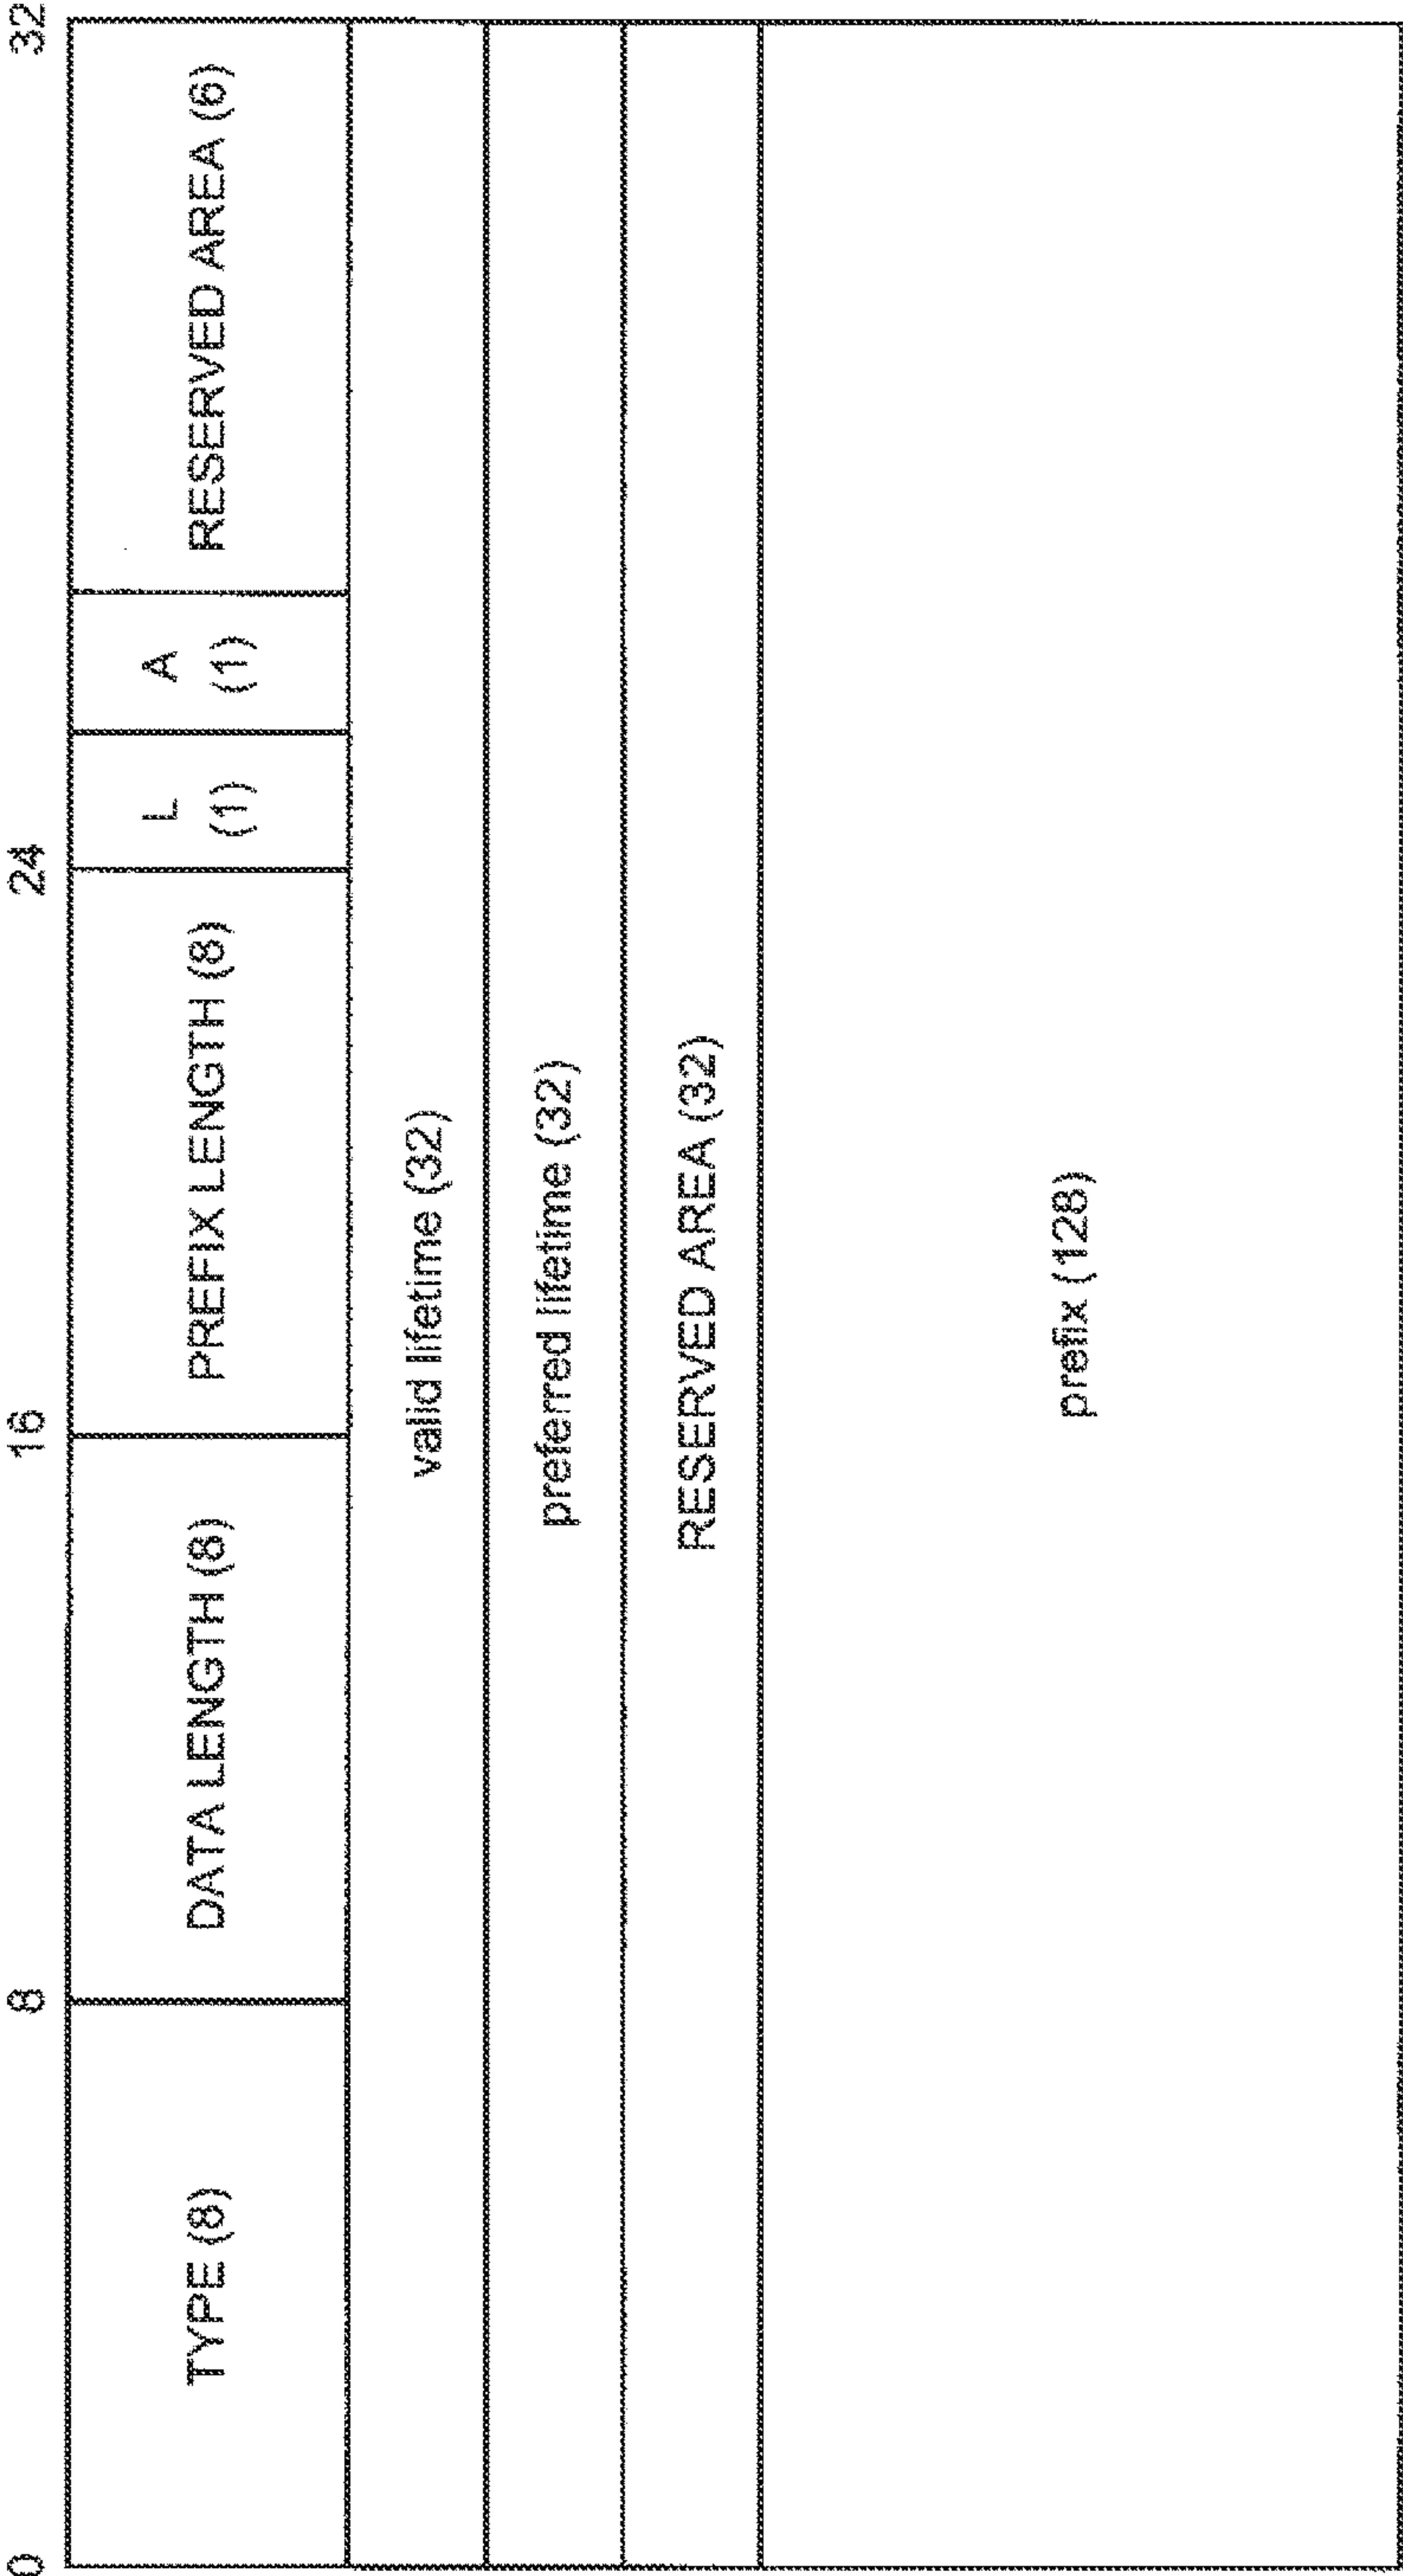 0 8 16 24 32
TYPE (8) DATA LENGTH (8) PREFIX LENGTH (8) L (1) A (1) RESERVED AREA (6)
valid lifetime (32)
preferred lifetime (32)
RESERVED AREA (32)
prefix (128)